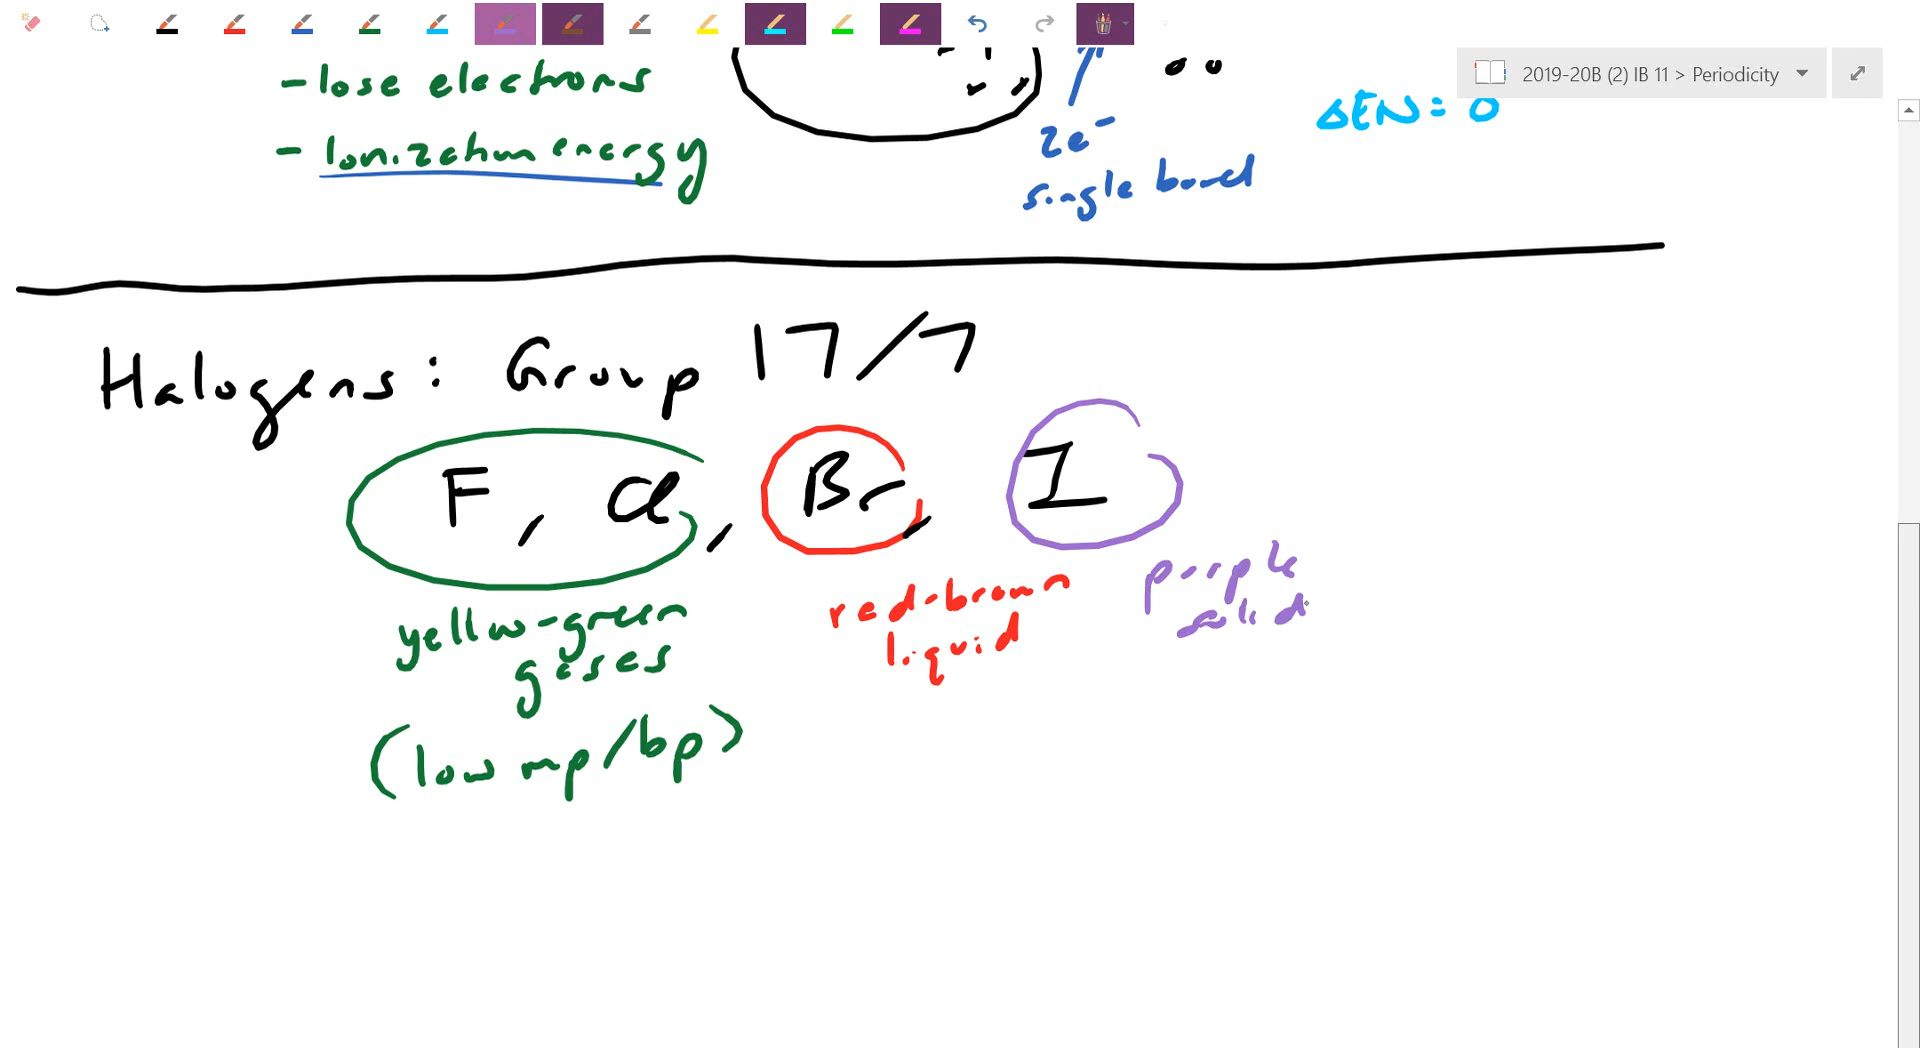 2019-20B (2) IB 11 > Periodicity
-lose electrons
- Ionization energy
2e-
single bond
ΔEN= 0
Halogens: Group 17/7
F, Cl, Br, I
yellow-green
gases
(low mp/bp)
red-brown
liquid
purple
solid